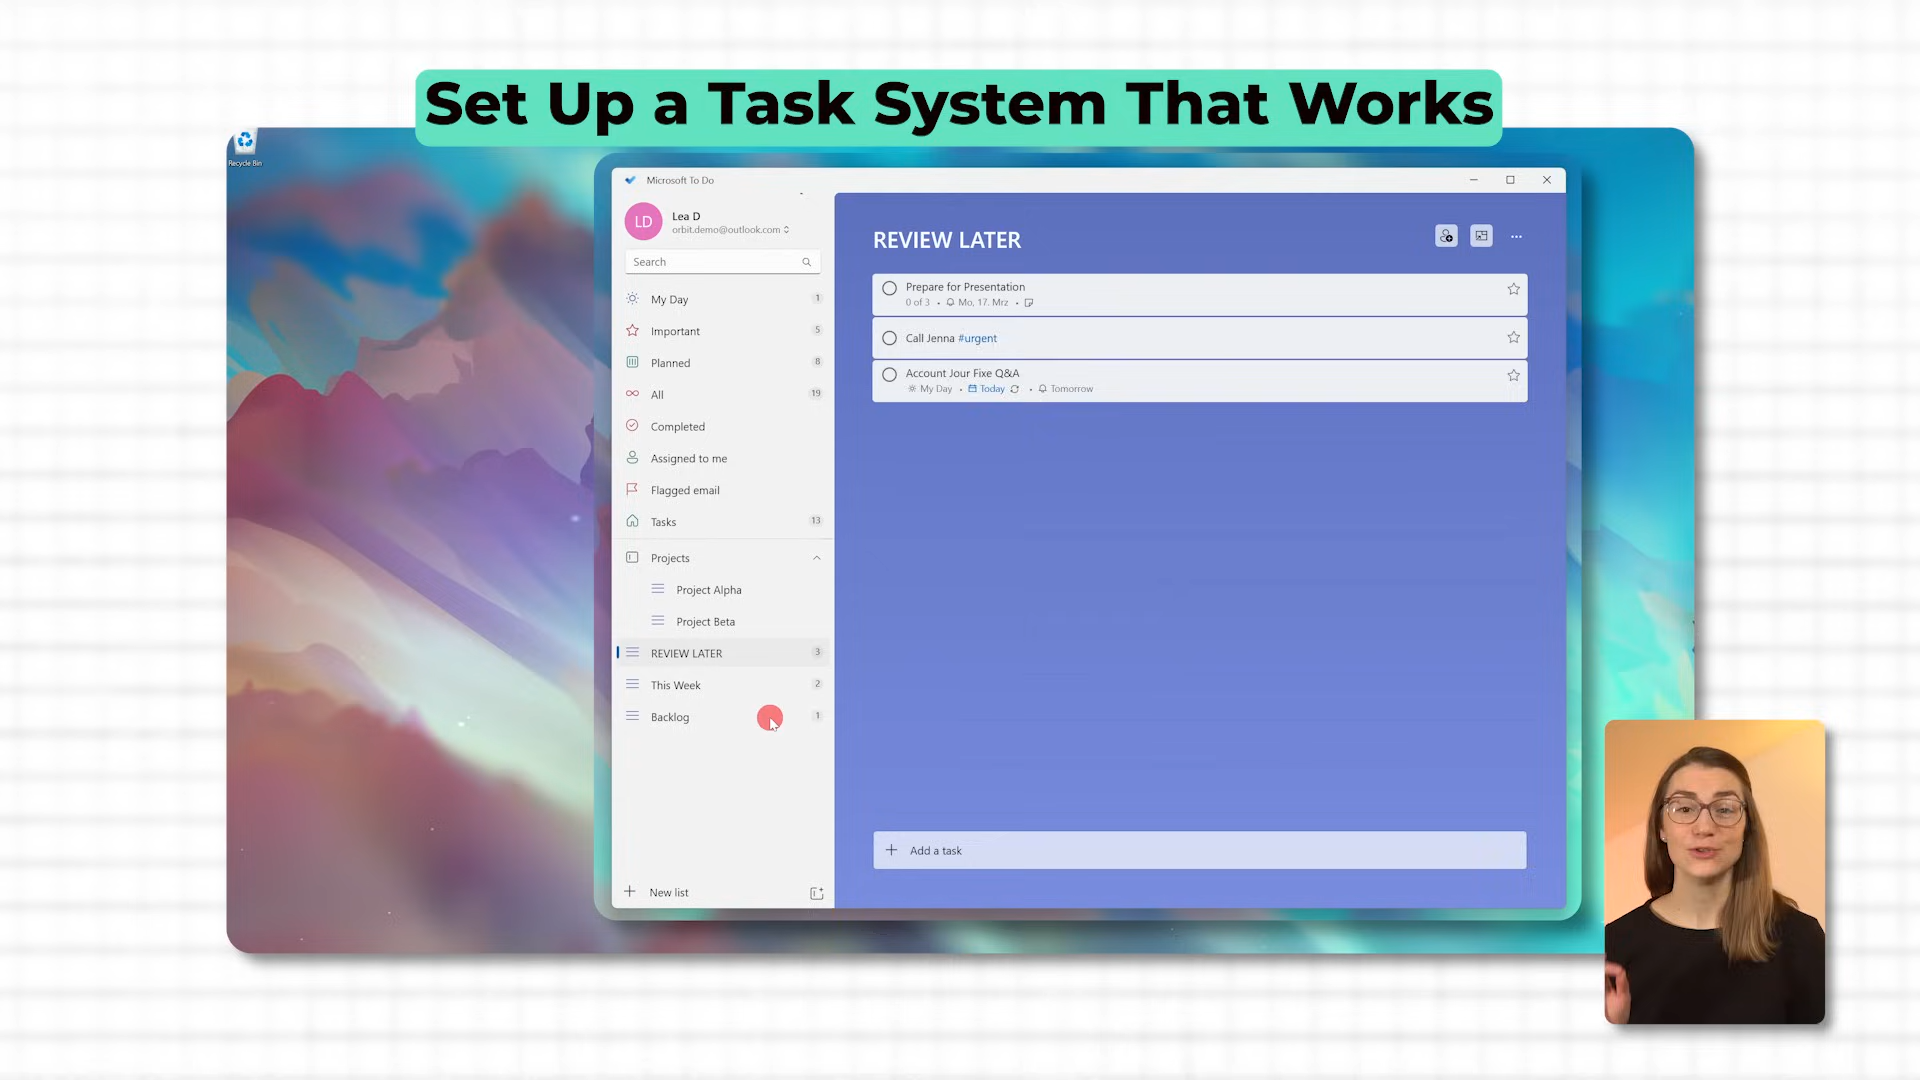 Set Up a Task System That Works
Recycle Bin
Microsoft To Do
LD
Lea D
orbit.demo@outlook.com
Search
My Day 1
Important 5
Planned 8
All 19
Completed
Assigned to me
Flagged email
Tasks 13
Projects
Project Alpha
Project Beta
REVIEW LATER 3
This Week 2
Backlog 1
New list
REVIEW LATER
Prepare for Presentation
0 of 3 • Mo, 17. Mrz •
Call Jenna #urgent
Account Jour Fixe Q&A
My Day • Today • Tomorrow
Add a task